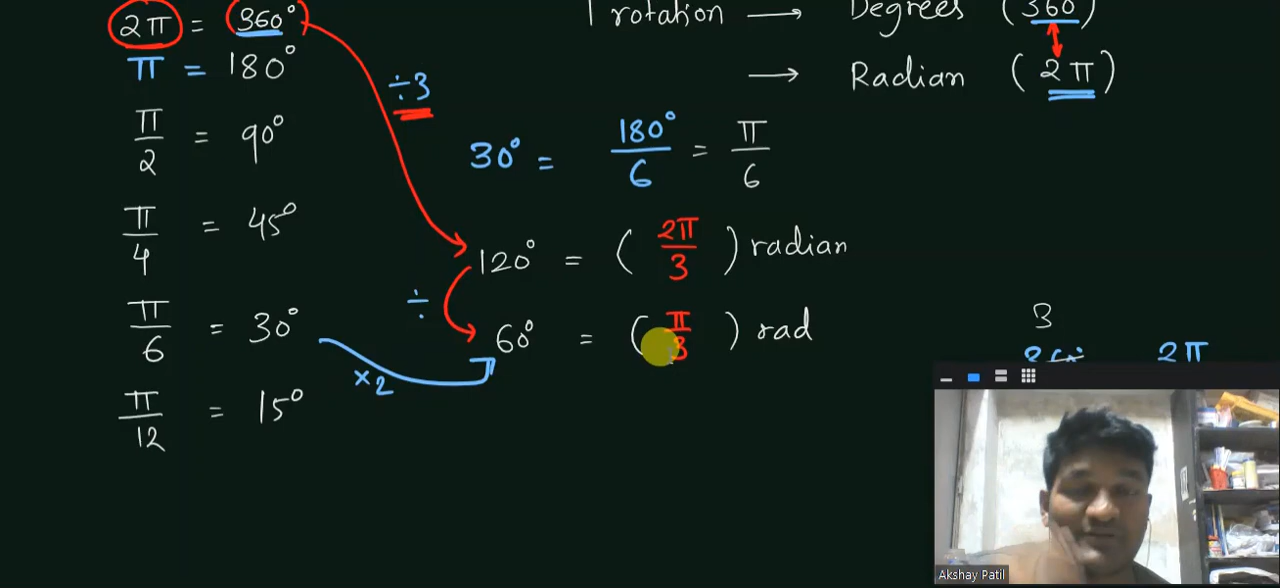 2π = 360° 1 rotation → Degrees (360)
π = 180° → Radian (2π)
÷3
π/2 = 90° 30° = 180°/6 = π/6
π/4 = 45° 120° = (2π/3) radian
÷
π/6 = 30° 60° = (π/3) rad
3
×2 2π
π/12 = 15°
Akshay Patil